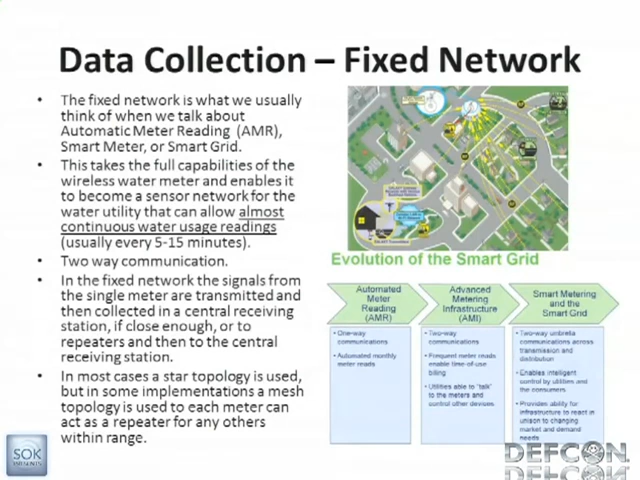 Data Collection – Fixed Network
• The fixed network is what we usually
think of when we talk about
Automatic Meter Reading (AMR),
Smart Meter, or Smart Grid.
• This takes the full capabilities of the
wireless water meter and enables it
to become a sensor network for the
water utility that can allow almost
continuous water usage readings
(usually every 5-15 minutes).
• Two way communication.
• In the fixed network the signals from
the single meter are transmitted and
then collected in a central receiving
station, if close enough, or to
repeaters and then to the central
receiving station.
• In most cases a star topology is used,
but in some implementations a mesh
topology is used to each meter can
act as a repeater for any others
within range.
Evolution of the Smart Grid
Automated
Meter
Reading
(AMR)
• One-way
communications
• Automated monthly
meter reads
Advanced
Metering
Infrastructure
(AMI)
• Two-way
communications
• Frequent meter reads
enable time-of-use
billing
• Utilities able to "talk"
to the meters and
control other devices
Smart Metering
and the
Smart Grid
• Two-way umbrella
communications across
transmission and
distribution
• Enables intelligent
control by utilities and
the consumers
• Provides ability for
infrastructure to react in
unison to changing
market and demand
needs
SOK
DEFCON